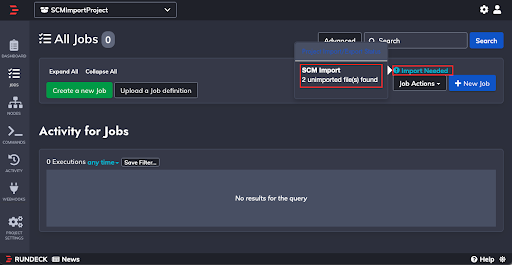 SCMImportProject
All Jobs 0
Advanced
Search
Search
Expand All Collapse All
SCM Import
2 unimported file(s) found
Import Needed
Create a new Job
Upload a Job definition
Job Actions
+ New Job
Activity for Jobs
0 Executions any time Save Filter...
No results for the query
DASHBOARD
JOBS
NODES
COMMANDS
ACTIVITY
WEBHOOKS
PROJECT
SETTINGS
RUNDECK
News
Help